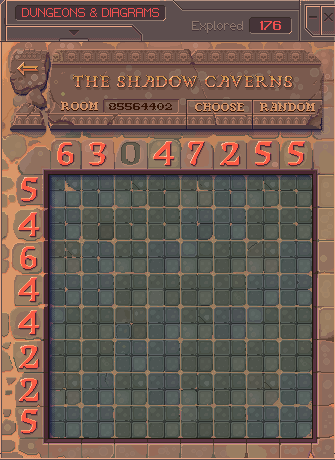 DUNGEONS & DIAGRAMS
Explored 176
THE SHADOW CAVERNS
ROOM 85564402 CHOOSE RANDOM
6 3 0 4 7 2 5 5
5
4
6
4
4
2
2
5